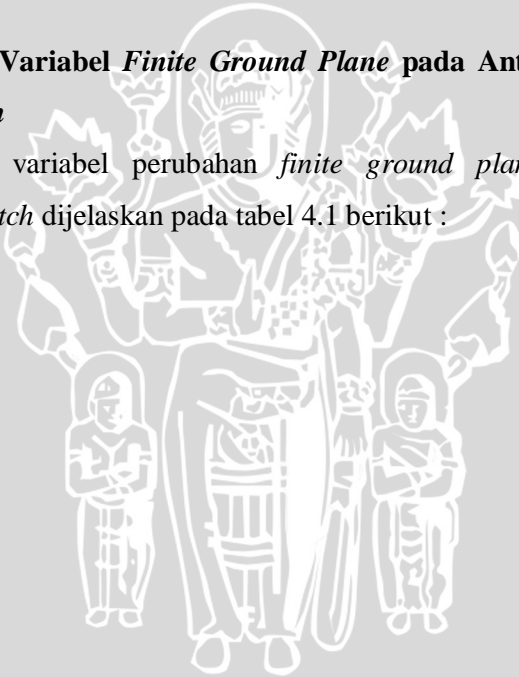 Variabel Finite Ground Plane pada Ant
variabel perubahan finite ground plan
tch dijelaskan pada tabel 4.1 berikut :